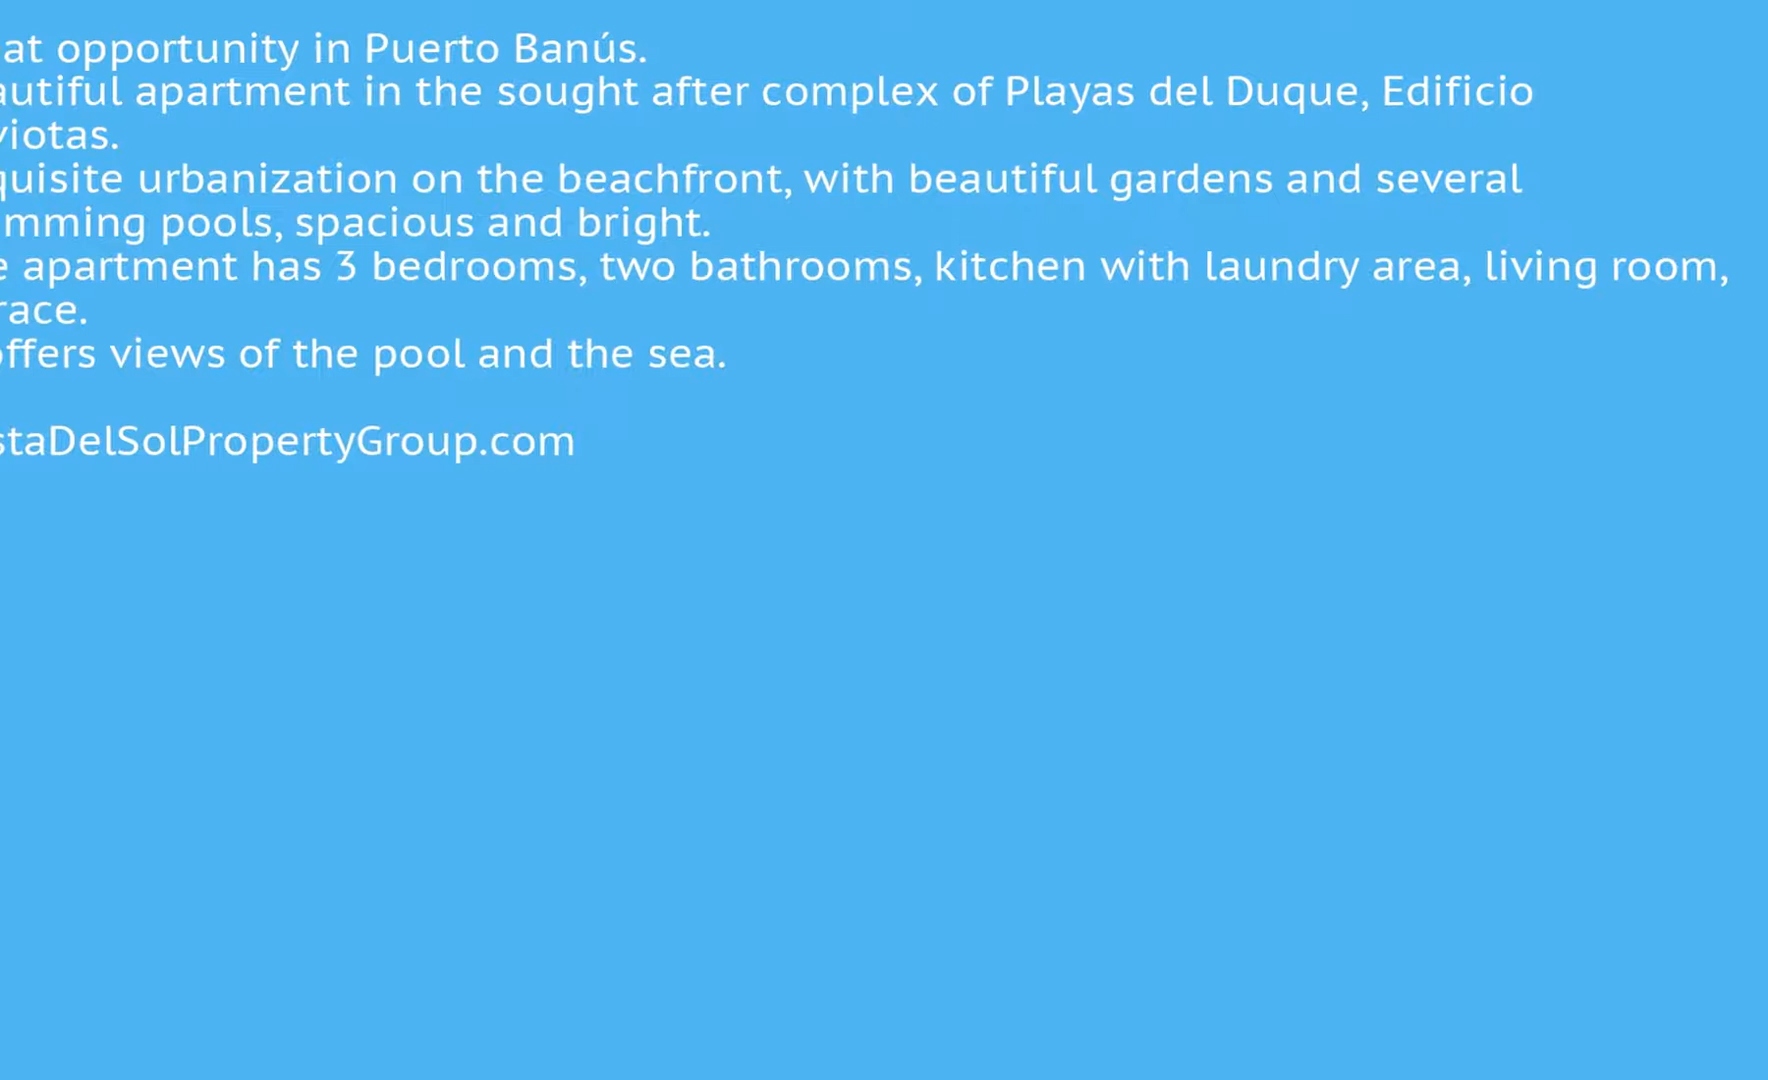 at opportunity in Puerto Banús.
autiful apartment in the sought after complex of Playas del Duque, Edificio
viotas.
quisite urbanization on the beachfront, with beautiful gardens and several
mming pools, spacious and bright.
e apartment has 3 bedrooms, two bathrooms, kitchen with laundry area, living room,
race.
offers views of the pool and the sea.
staDelSolPropertyGroup.com